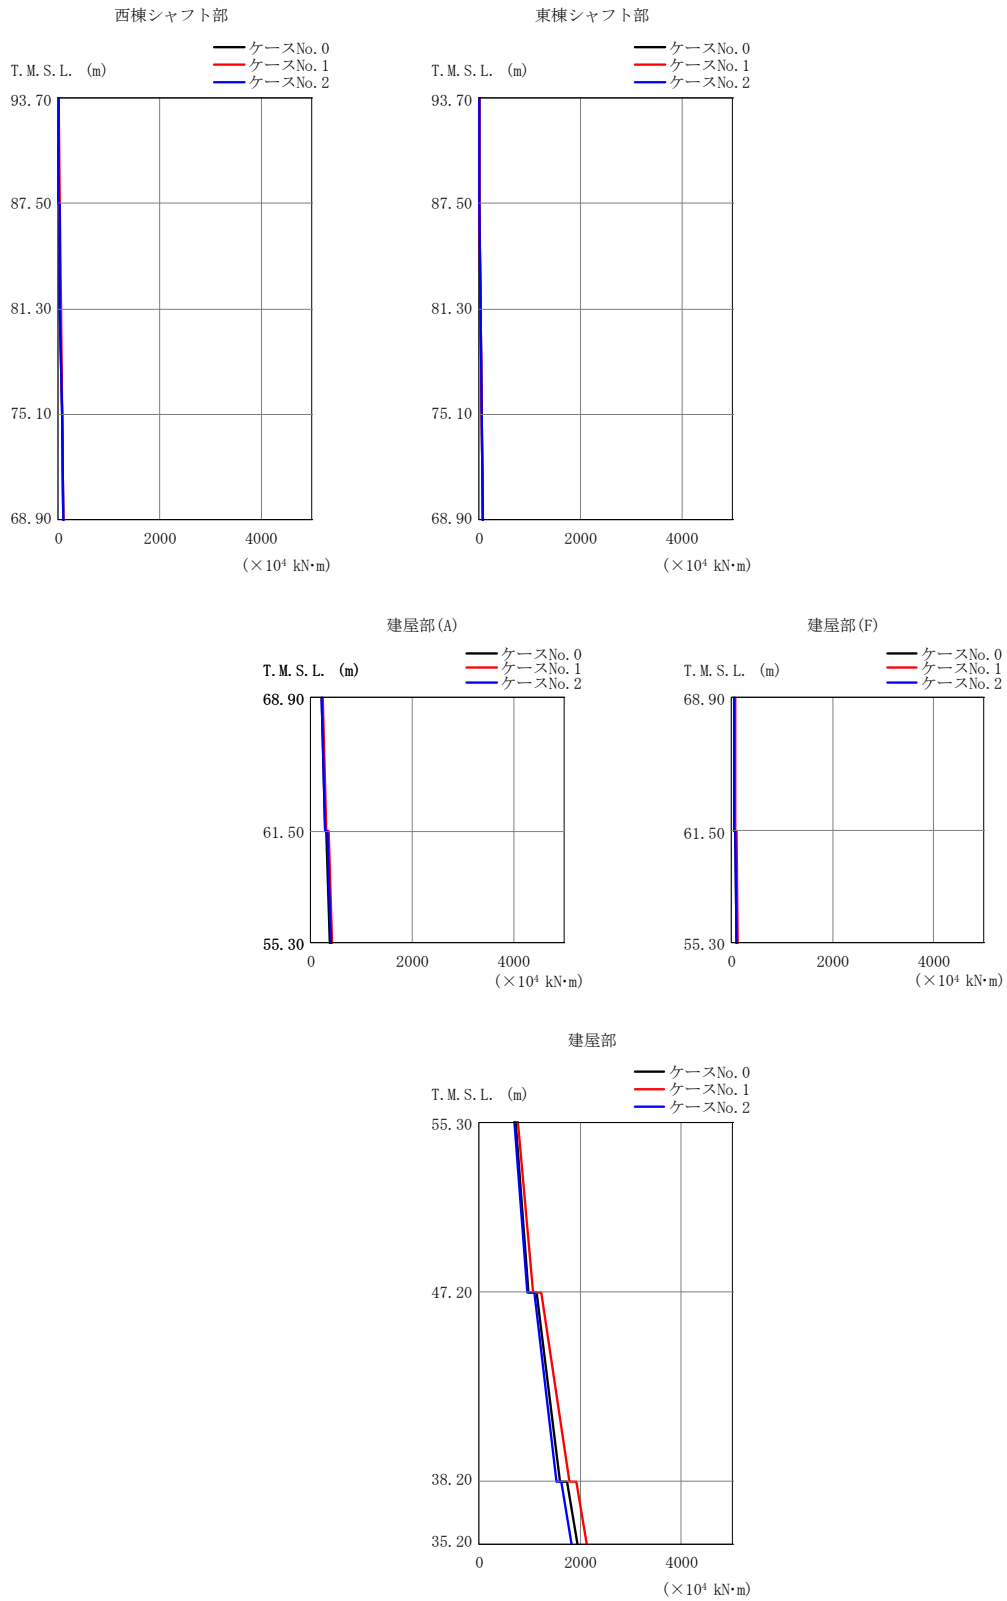 西棟シャフト部
ケースNo.0
ケースNo.1
ケースNo.2
T.M.S.L. (m)
93.70
87.50
81.30
75.10
68.90
0 2000 4000
(×10⁴ kN·m)
東棟シャフト部
ケースNo.0
ケースNo.1
ケースNo.2
T.M.S.L. (m)
93.70
87.50
81.30
75.10
68.90
0 2000 4000
(×10⁴ kN·m)
建屋部(A)
ケースNo.0
ケースNo.1
ケースNo.2
T.M.S.L. (m)
68.90
61.50
55.30
0 2000 4000
(×10⁴ kN·m)
建屋部(F)
ケースNo.0
ケースNo.1
ケースNo.2
T.M.S.L. (m)
68.90
61.50
55.30
0 2000 4000
(×10⁴ kN·m)
建屋部
ケースNo.0
ケースNo.1
ケースNo.2
T.M.S.L. (m)
55.30
47.20
38.20
35.20
0 2000 4000
(×10⁴ kN·m)